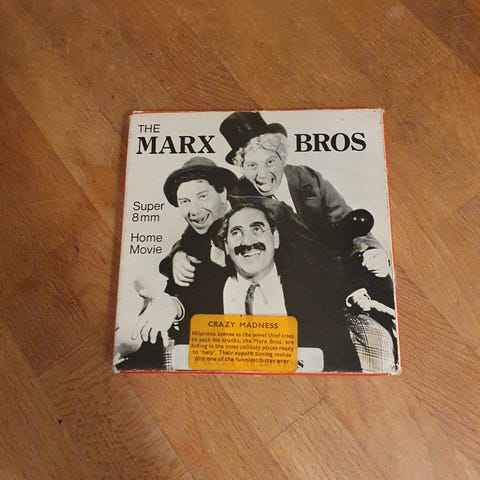 THE
MARX BROS
Super
8mm
Home
Movie
CRAZY MADNESS
Hilarious scenes as the jewel chief tries
to pack his trunks, the Marx Bros. are
hiding in the most unlikely places ready
to 'help'. Their superb timing makes
this one of the funniest farces ever